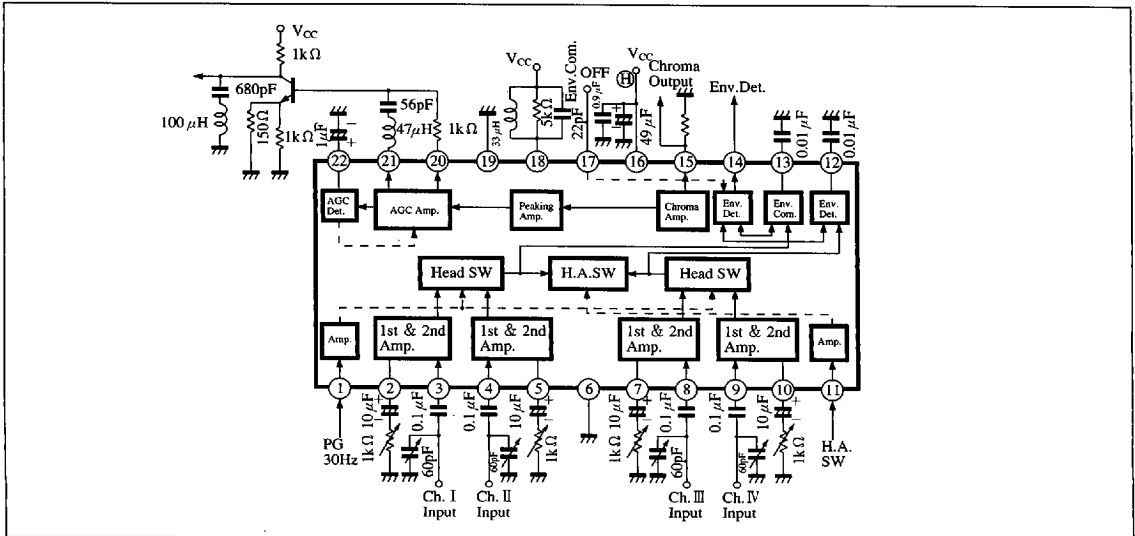 VCC
1kΩ
680pF
100μH
150Ω
1kΩ
1μF
−
+
56pF
47μH
1kΩ
33μH
VCC
5kΩ
22pF
Env.Com.
OFF
Ⓗ
VCC
0.9μF
+
−
49μF
Chroma
Output
Env.Det.
0.01μF
0.01μF
22
21
20
19
18
17
16
15
14
13
12
AGC
Det.
AGC Amp.
Peaking
Amp.
Chroma
Amp.
Env.
Det.
Env.
Com.
Env.
Det.
Head SW
H.A.SW
Head SW
Amp.
1st & 2nd
Amp.
1st & 2nd
Amp.
1st & 2nd
Amp.
1st & 2nd
Amp.
Amp.
1
2
3
4
5
6
7
8
9
10
11
PG
30Hz
1kΩ
10μF
+
−
0.1μF
60pF
Ch. I
Input
0.1μF
60pF
Ch. II
Input
10μF
+
−
1kΩ
1kΩ
10μF
+
−
0.1μF
60pF
Ch. III
Input
0.1μF
60pF
Ch. IV
Input
10μF
+
−
1kΩ
H.A.
SW